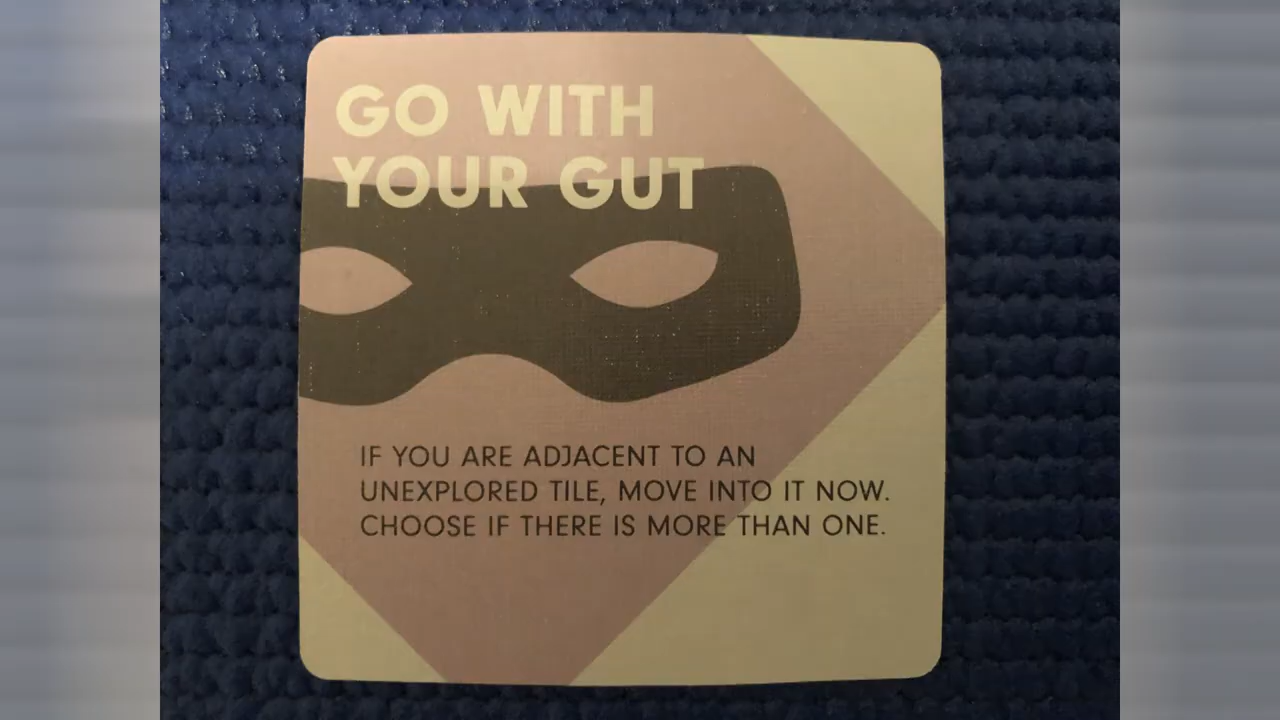 GO WITH
YOUR GUT
IF YOU ARE ADJACENT TO AN
UNEXPLORED TILE, MOVE INTO IT NOW.
CHOOSE IF THERE IS MORE THAN ONE.